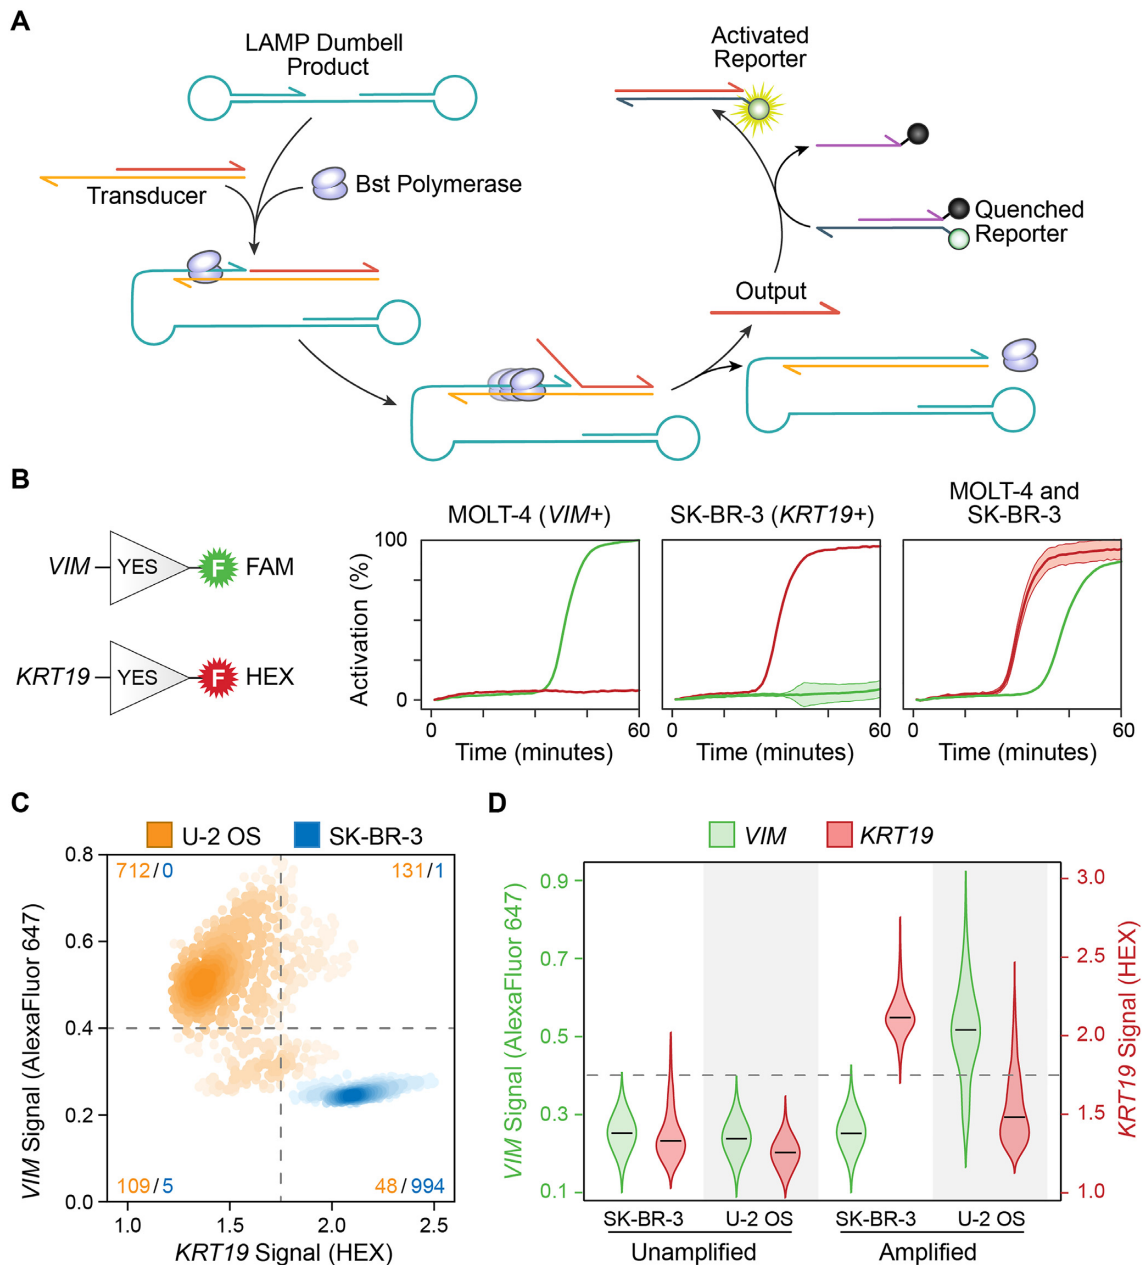 A
LAMP Dumbell
Product
Activated
Reporter
Transducer
Bst Polymerase
Quenched
Reporter
Output
B
VIM
YES
F
FAM
KRT19
YES
F
HEX
MOLT-4 (VIM+)
SK-BR-3 (KRT19+)
MOLT-4 and
SK-BR-3
100
0
Activation (%)
0
60
Time (minutes)
0
60
Time (minutes)
0
60
Time (minutes)
C
U-2 OS
SK-BR-3
0.8
0.6
0.4
0.2
0.0
VIM Signal (AlexaFluor 647)
712/0
131/1
109/5
48/994
1.0
1.5
2.0
2.5
KRT19 Signal (HEX)
D
VIM
KRT19
0.9
0.7
0.5
0.3
0.1
VIM Signal (AlexaFluor 647)
3.0
2.5
2.0
1.5
1.0
KRT19 Signal (HEX)
SK-BR-3
U-2 OS
SK-BR-3
U-2 OS
Unamplified
Amplified